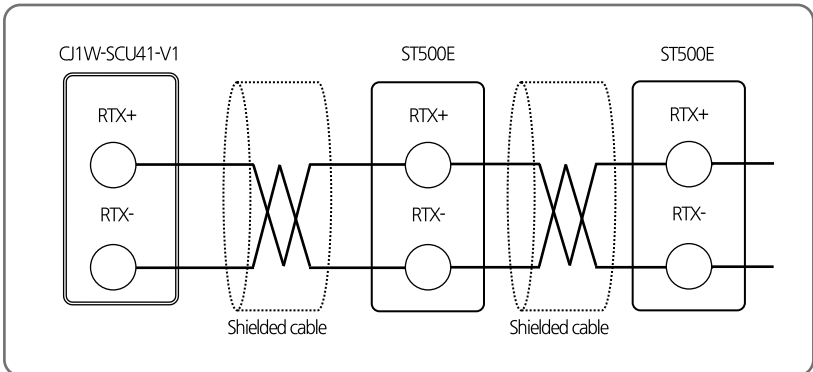 CJ1W-SCU41-V1
ST500E
ST500E
RTX+
RTX+
RTX+
RTX-
RTX-
RTX-
Shielded cable
Shielded cable